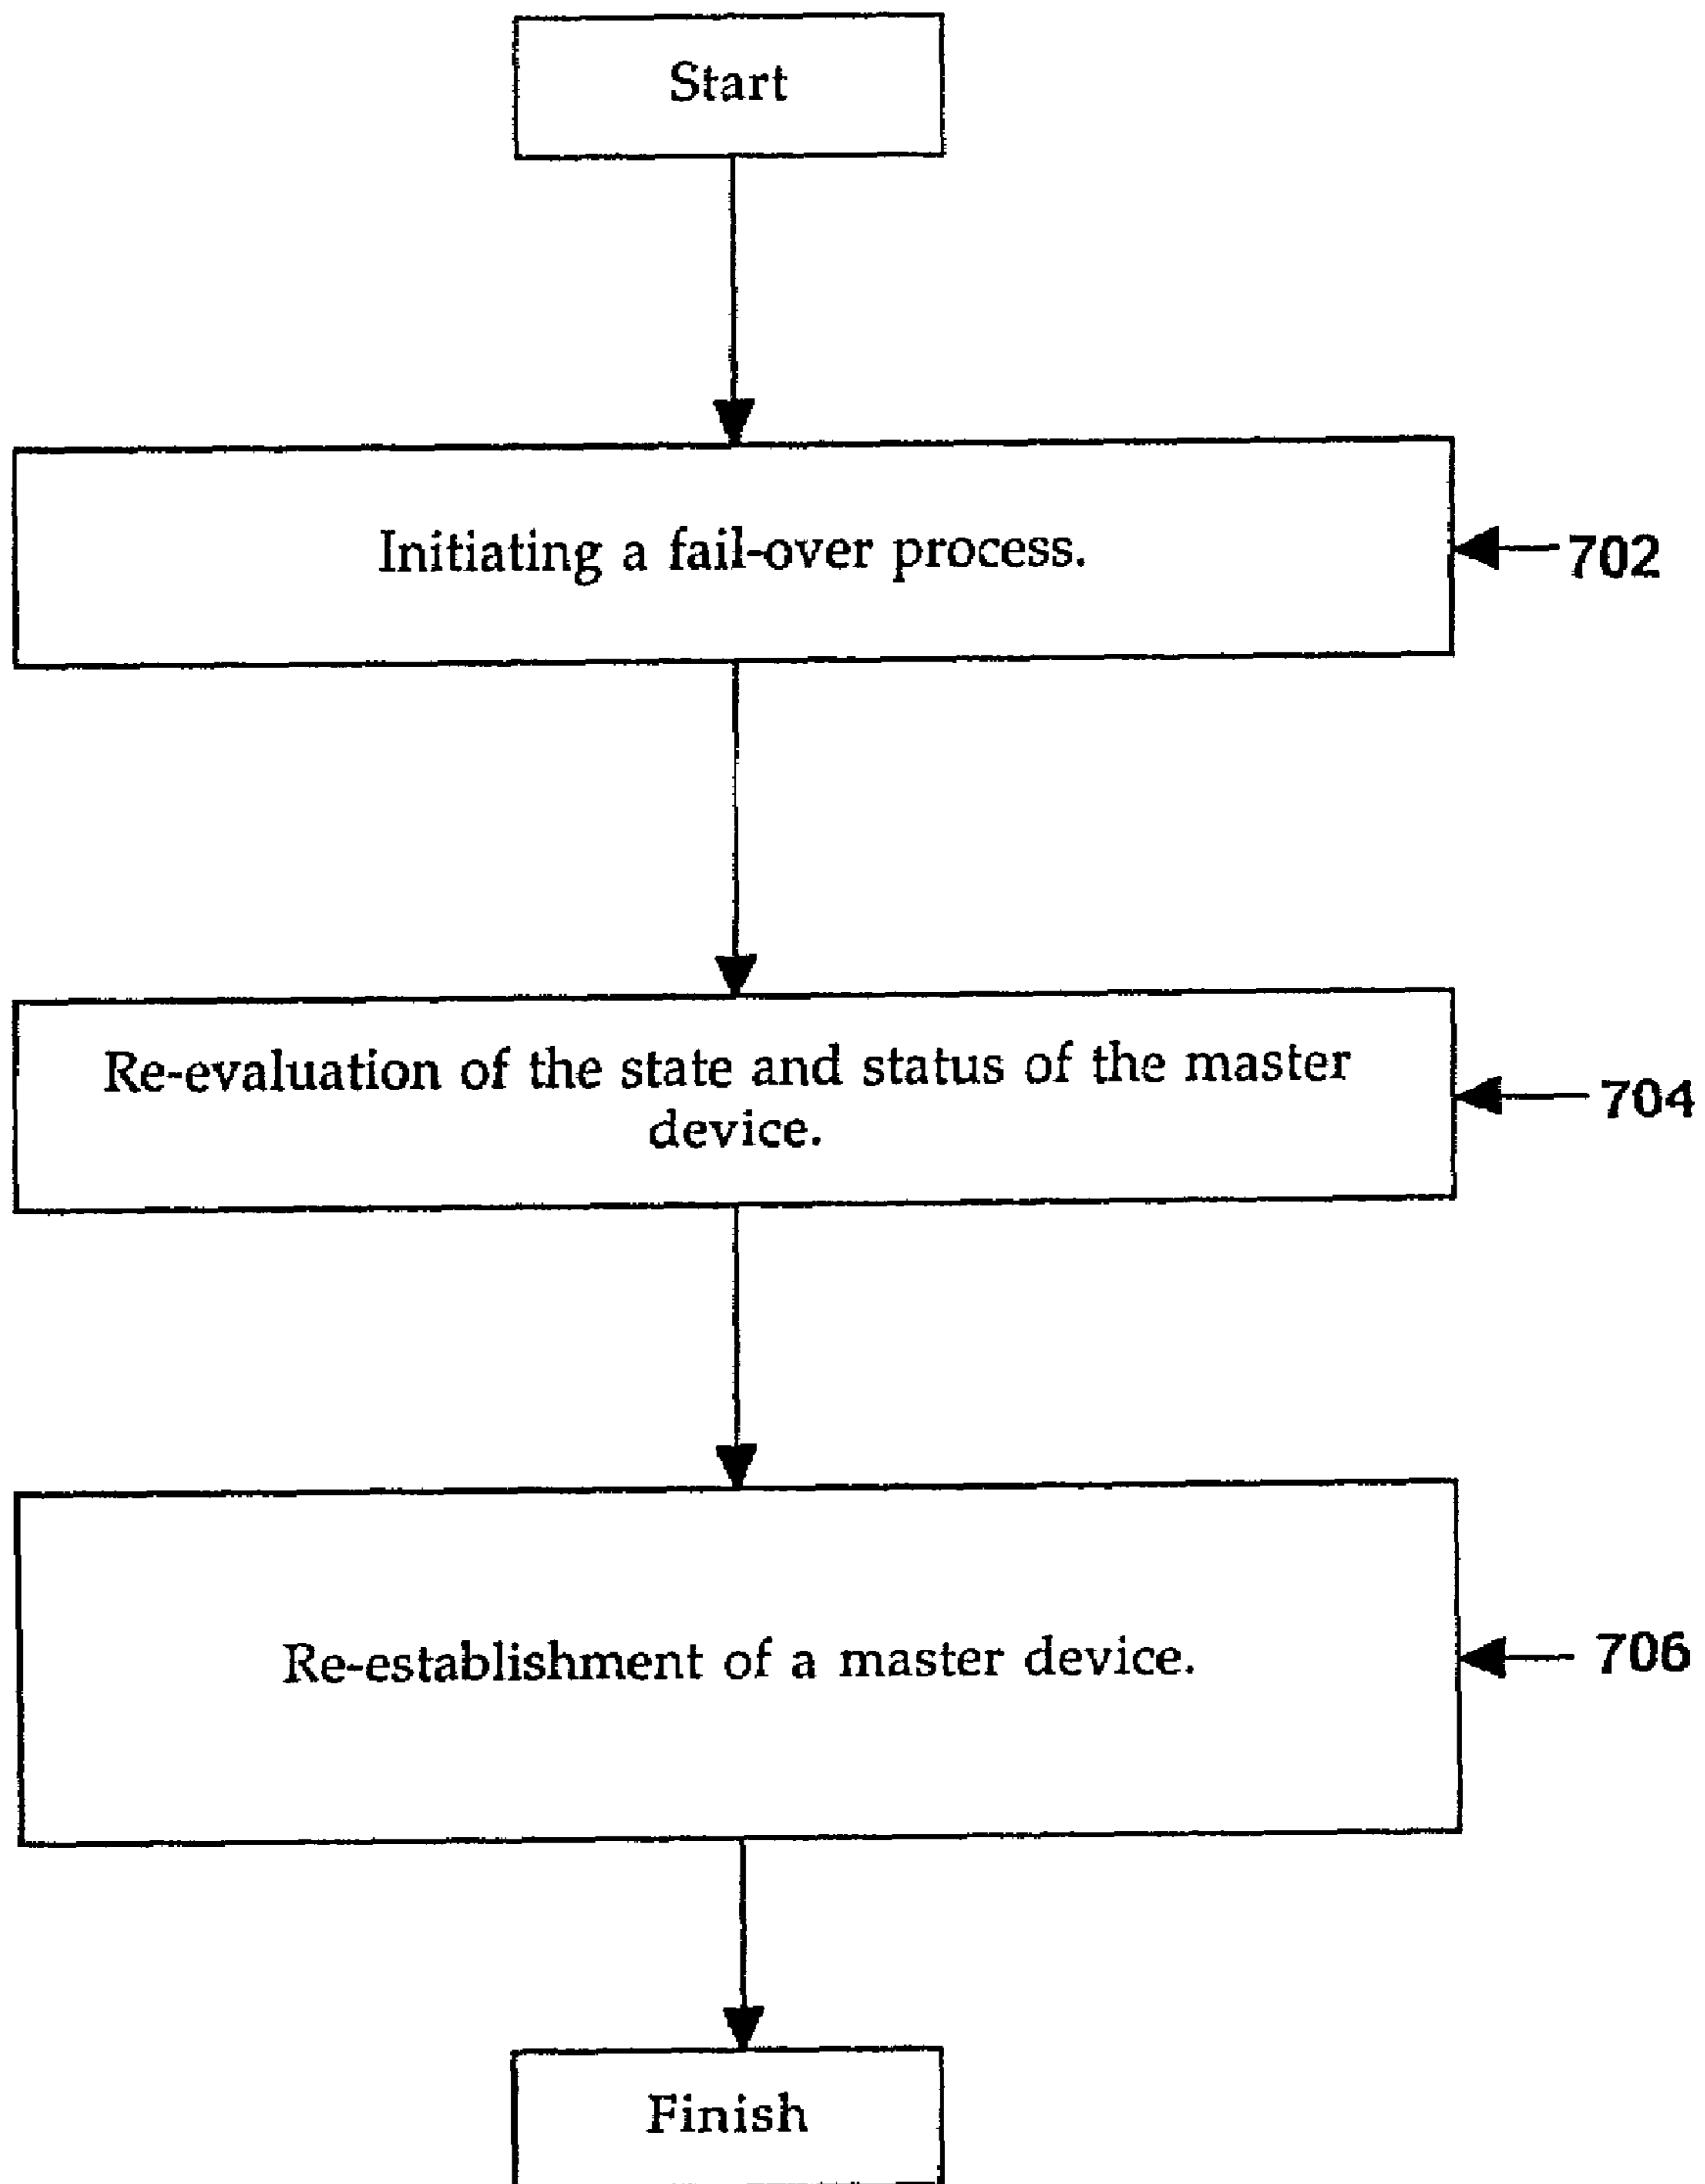 Start
Initiating a fail-over process.
702
Re-evaluation of the state and status of the master
device.
704
Re-establishment of a master device.
706
Finish